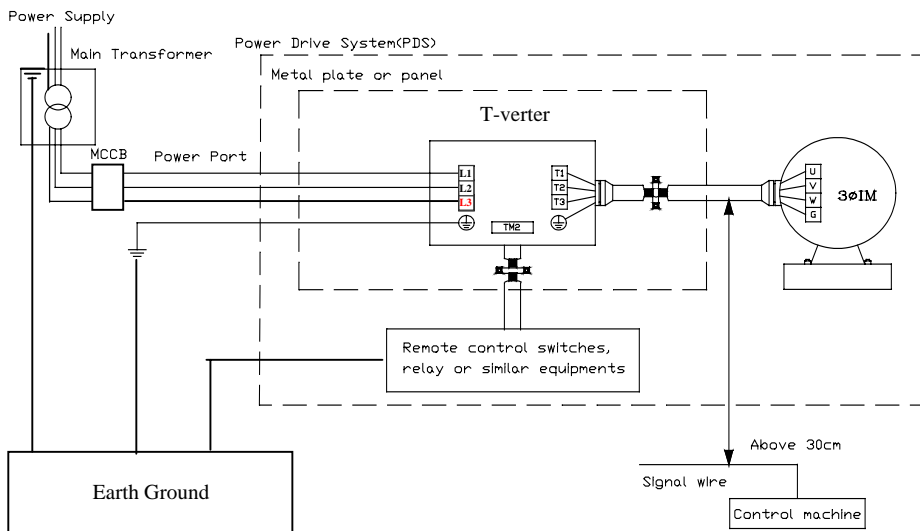 Power Supply
Main Transformer
Power Drive System(PDS)
Metal plate or panel
T-verter
MCCB
Power Port
L1
L2
L3
T1
T2
T3
TM2
U
V
W
G
3øIM
Remote control switches,
relay or similar equipments
Above 30cm
Signal wire
Control machine
Earth Ground